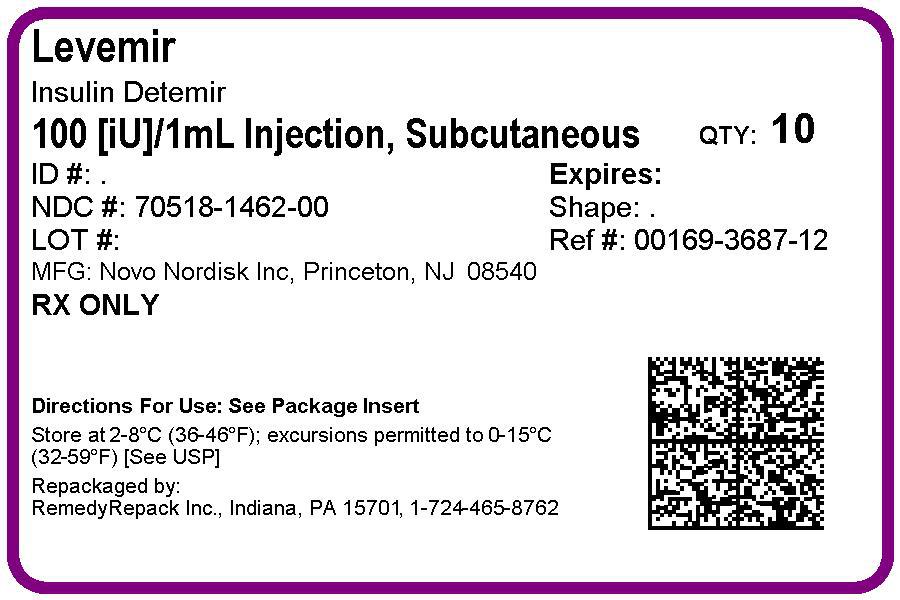 Levemir
Insulin Detemir
100 [iU]/1mL Injection, Subcutaneous QTY: 10
ID #: . Expires:
NDC #: 70518-1462-00 Shape: .
LOT #: Ref #: 00169-3687-12
MFG: Novo Nordisk Inc, Princeton, NJ 08540
RX ONLY
Directions For Use: See Package Insert
Store at 2-8°C (36-46°F); excursions permitted to 0-15°C
(32-59°F) [See USP]
Repackaged by:
RemedyRepack Inc., Indiana, PA 15701, 1-724-465-8762